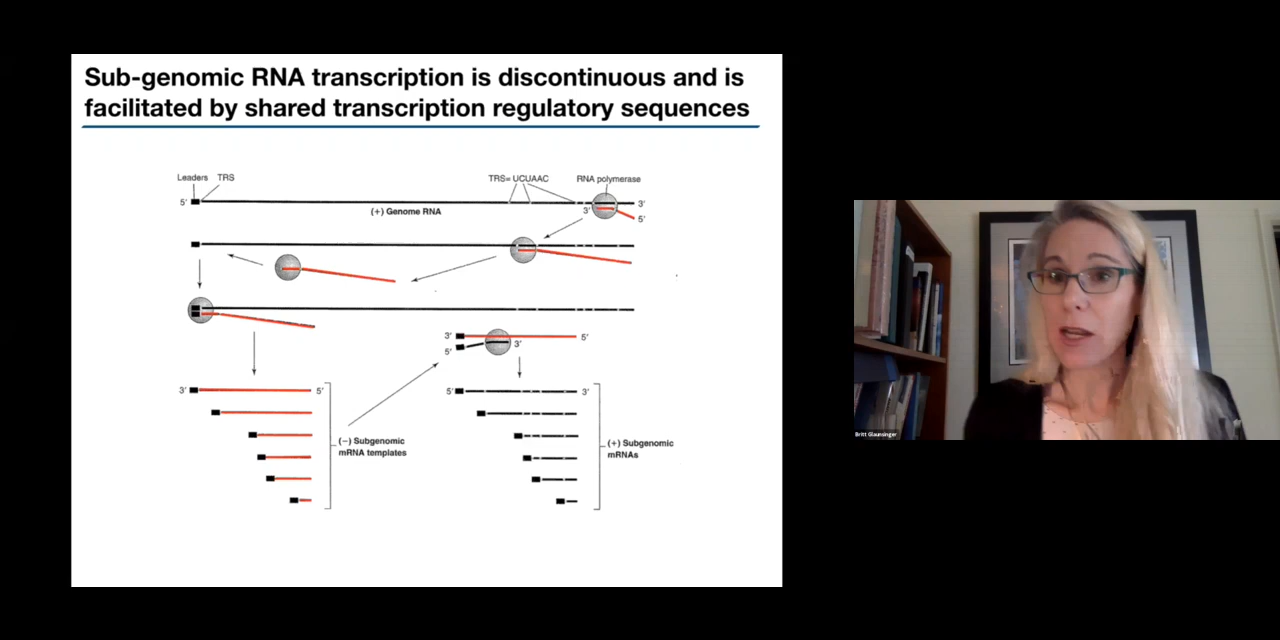 Sub-genomic RNA transcription is discontinuous and is
facilitated by shared transcription regulatory sequences
Leaders TRS TRS= UCUAAC RNA polymerase
5' (+) Genome RNA 3' 3'
5'
3' 5'
5' 3'
3' 5' 5' 3'
(−) Subgenomic
mRNA templates
(+) Subgenomic
mRNAs
Britt Glaunsinger